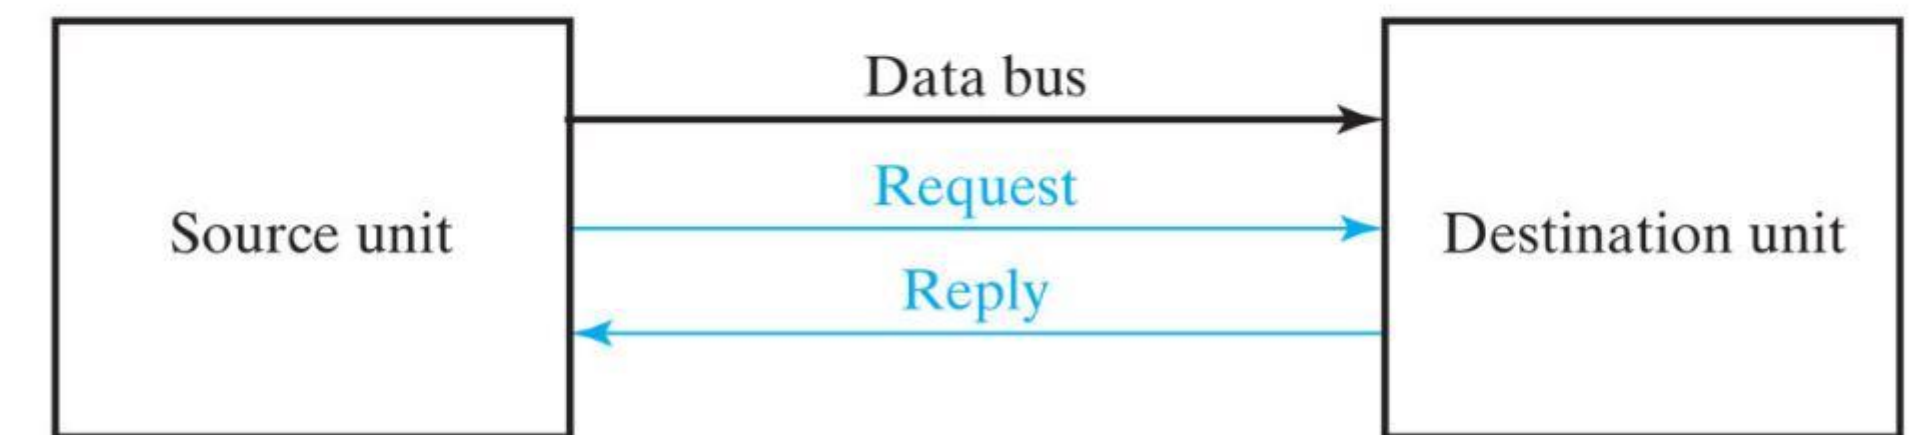 Data bus
Request
Source unit
Destination unit
Reply